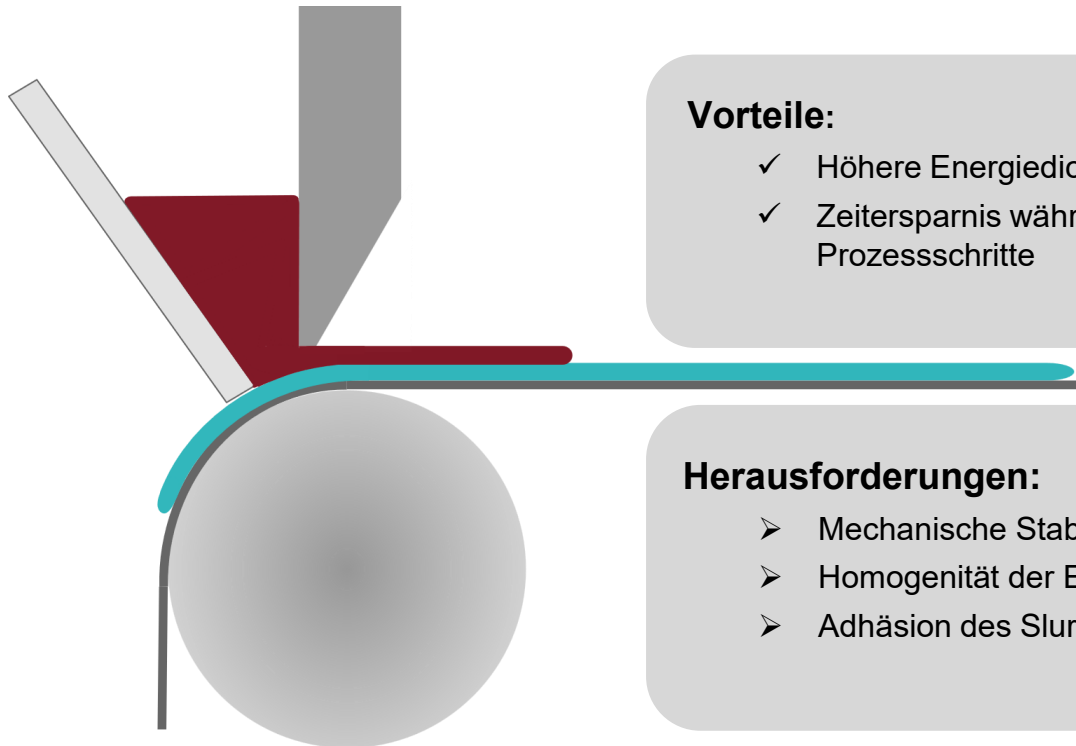 Vorteile:
✓ Höhere Energiedic
✓ Zeitersparnis währ
Prozessschritte
Herausforderungen:
➢ Mechanische Stab
➢ Homogenität der E
➢ Adhäsion des Slur